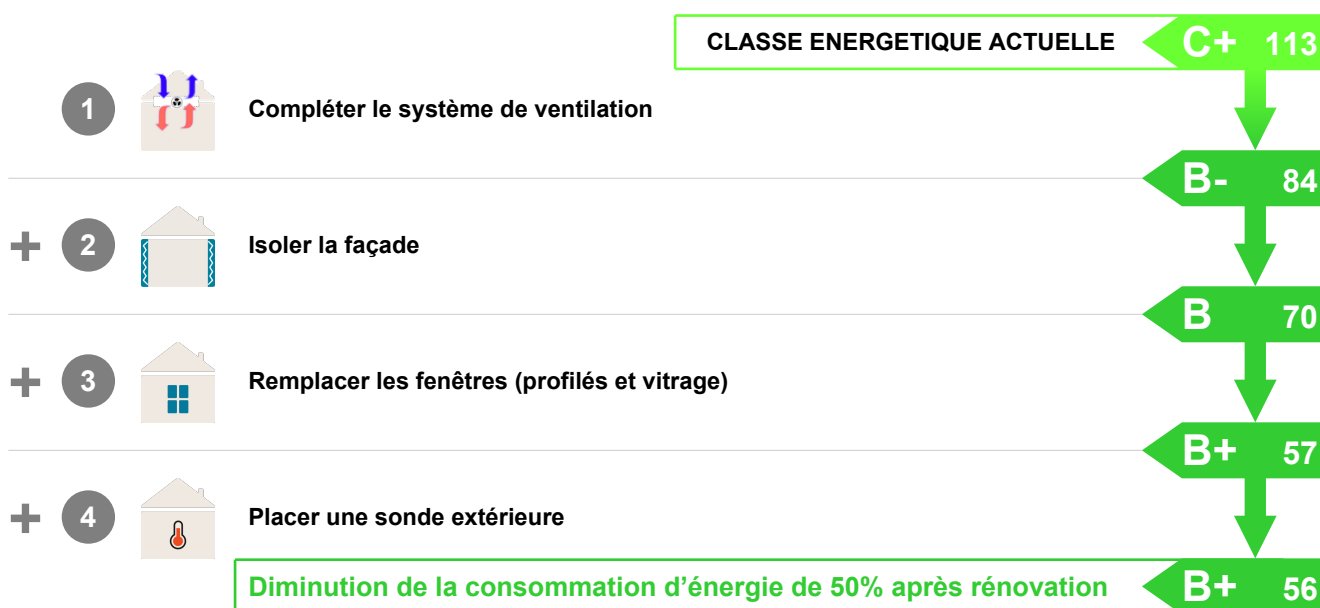 CLASSE ENERGETIQUE ACTUELLE C+ 113
1 Compléter le système de ventilation
B- 84
+ 2 Isoler la façade
B 70
+ 3 Remplacer les fenêtres (profilés et vitrage)
B+ 57
+ 4 Placer une sonde extérieure
Diminution de la consommation d’énergie de 50% après rénovation B+ 56